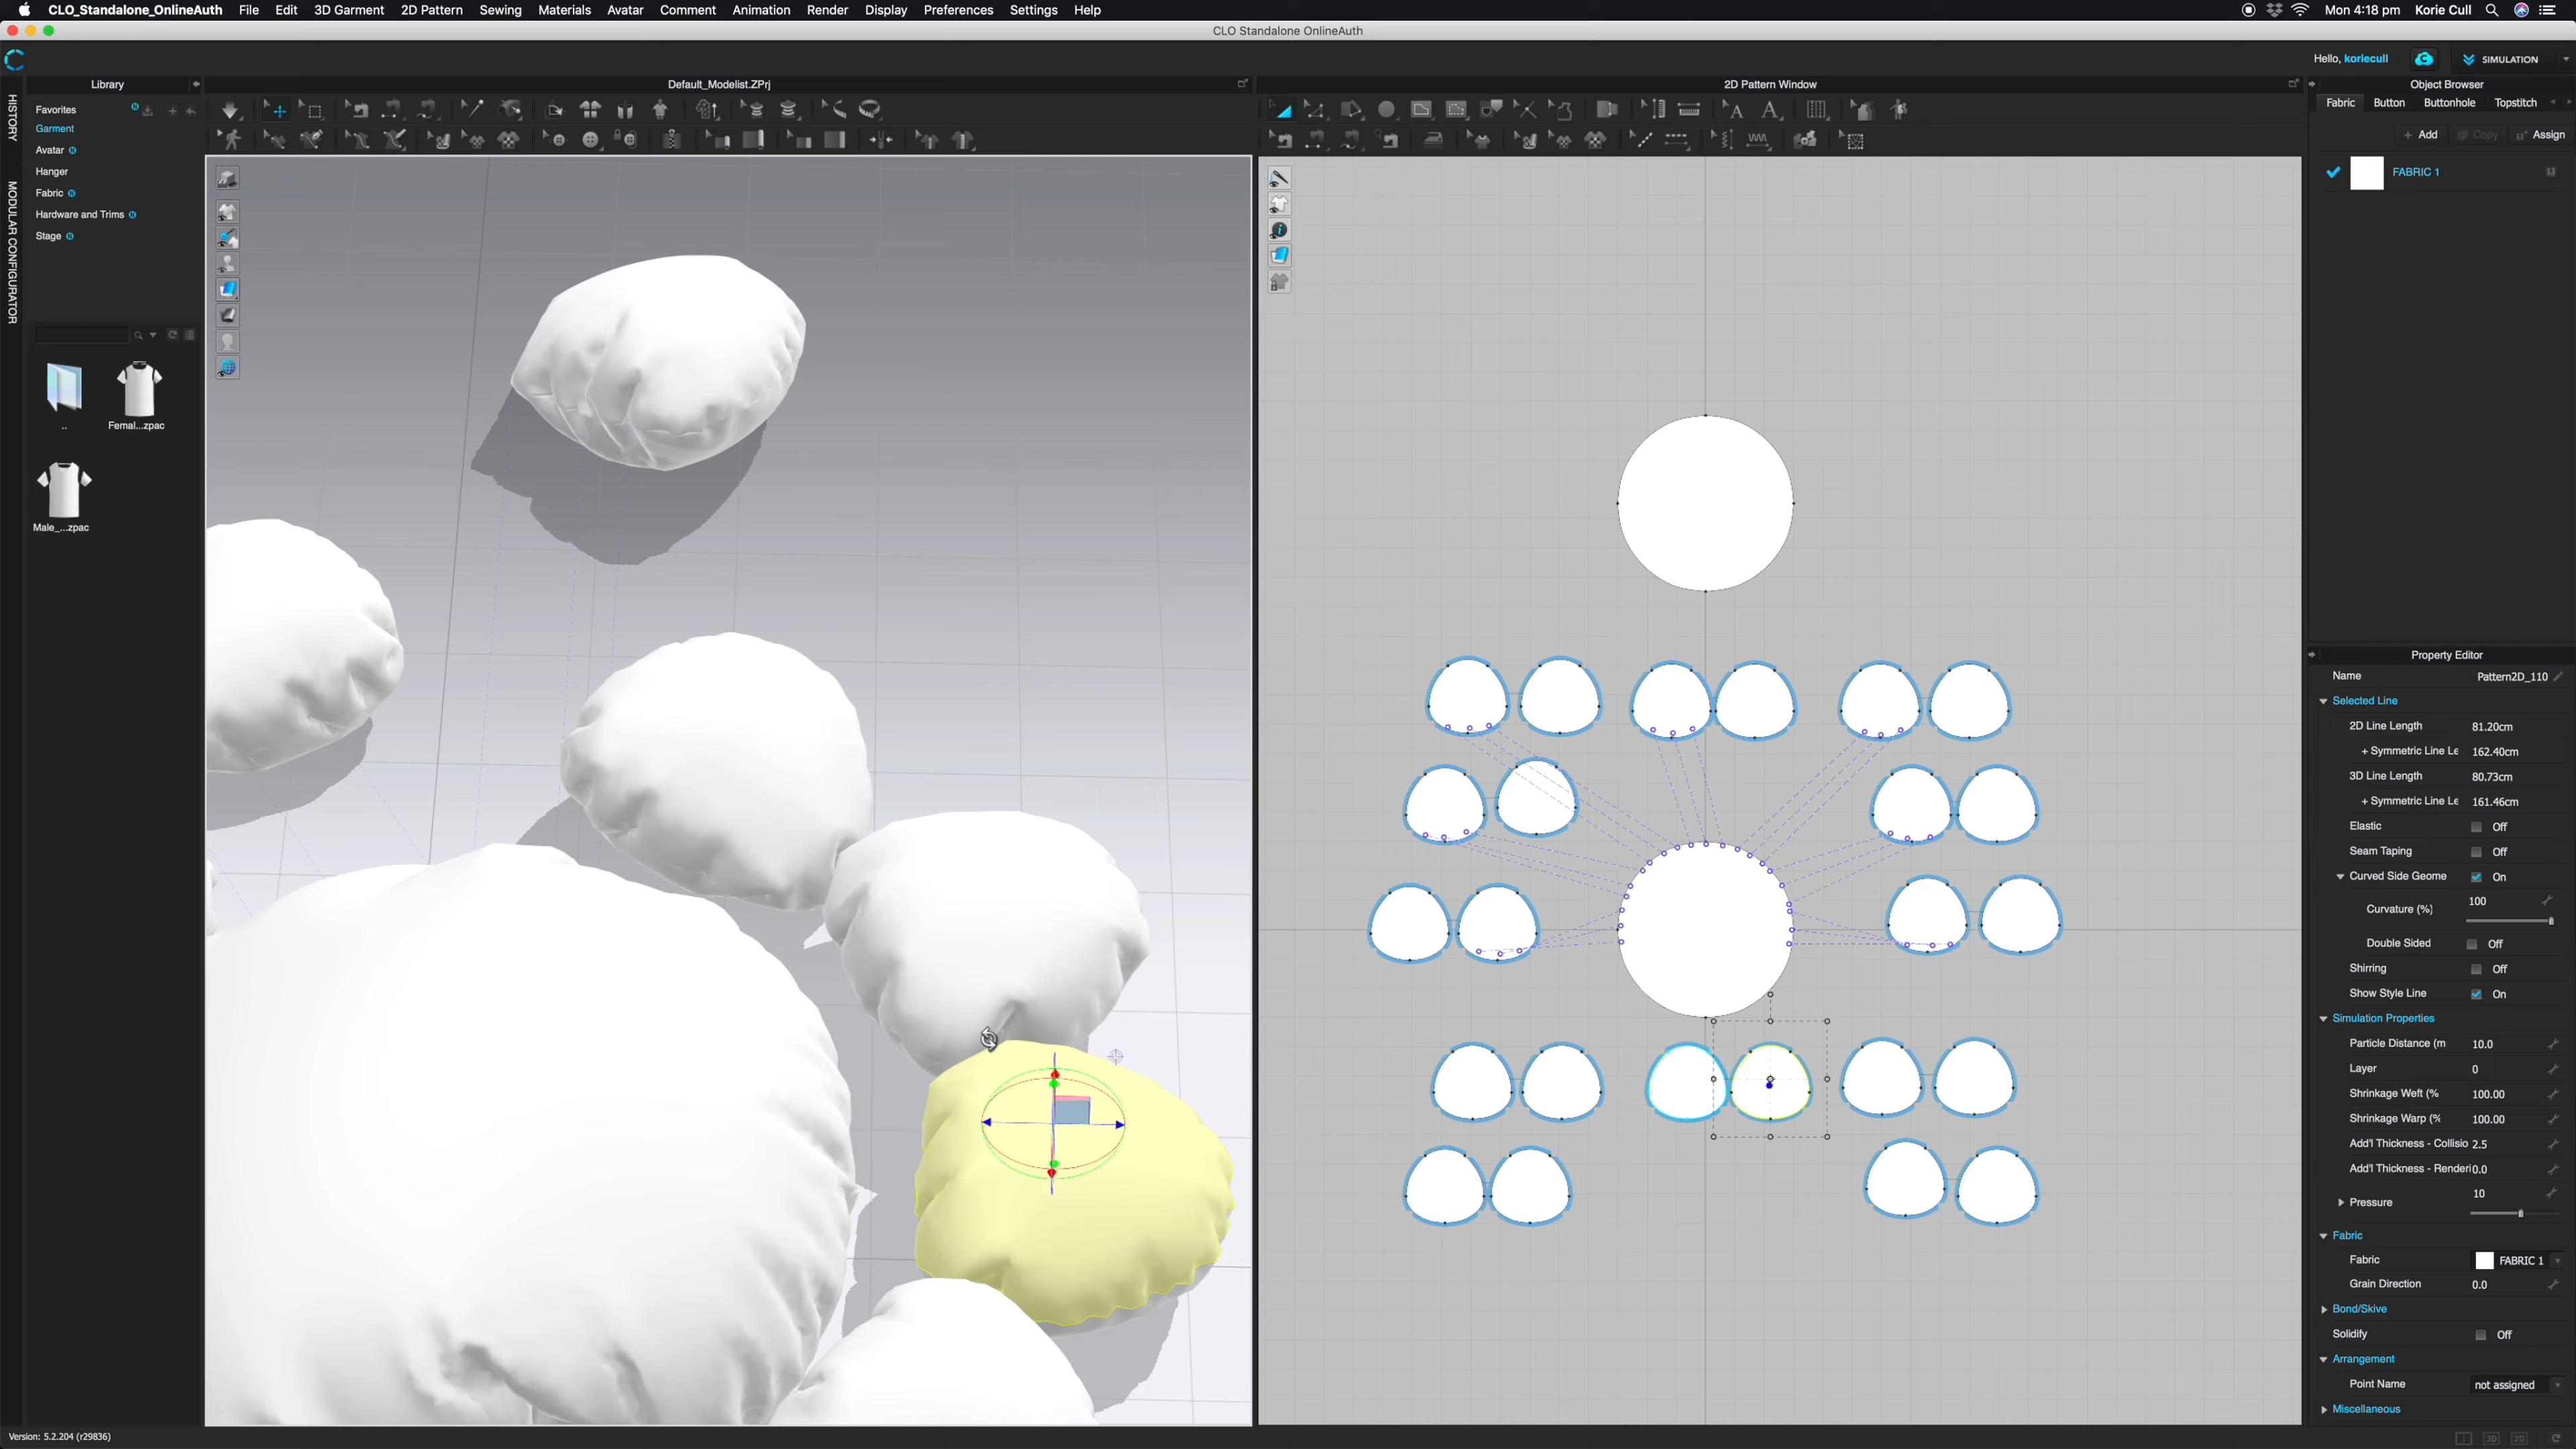 CLO_Standalone_OnlineAuth File Edit 3D Garment 2D Pattern Sewing Materials Avatar Comment Animation Render Display Preferences Settings Help Mon 4:18 pm Korie Cull
CLO Standalone OnlineAuth
Hello, koriecull SIMULATION
Library
Default_Modelist.ZPrj
2D Pattern Window
Object Browser
HISTORY
MODULAR CONFIGURATOR
Favorites
Garment
Avatar N
Hanger
Fabric N
Hardware and Trims N
Stage N
..
Femal...zpac
Male_...zpac
Fabric Button Buttonhole Topstitch
+ Add Copy Assign
FABRIC 1
Property Editor
Name Pattern2D_110
Selected Line
2D Line Length 81.20cm
+ Symmetric Line Le 162.40cm
3D Line Length 80.73cm
+ Symmetric Line Le 161.46cm
Elastic Off
Seam Taping Off
Curved Side Geome On
Curvature (%) 100
Double Sided Off
Shirring Off
Show Style Line On
Simulation Properties
Particle Distance (m 10.0
Layer 0
Shrinkage Weft (% 100.00
Shrinkage Warp (% 100.00
Add'l Thickness - Collisio 2.5
Add'l Thickness - Renderi 0.0
Pressure 10
Fabric
Fabric FABRIC 1
Grain Direction 0.0
Bond/Skive
Solidify Off
Arrangement
Point Name not assigned
Miscellaneous
Version: 5.2.204 (r29836)
3D 2D